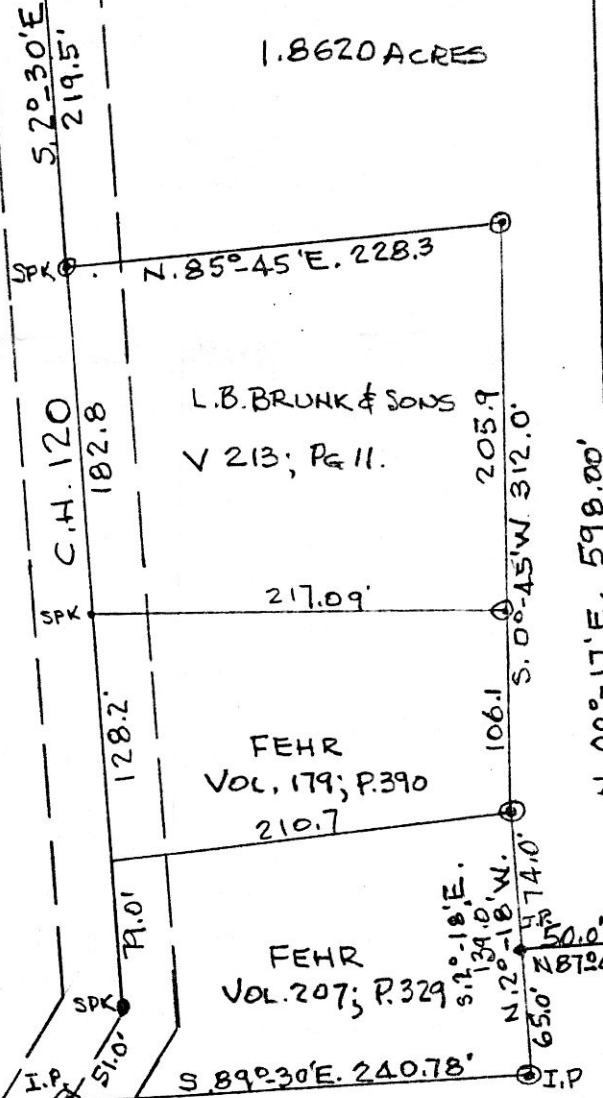 S. 2°-30'E
219.5'
1.8620 ACRES
SPK
N. 85°-45'E. 228.3
C.H. 120
182.8
L.B. BRUNK & SONS
V 213; PG 11.
205.9
S. 0°-45'W. 312.0'
598.00'
SPK
217.09'
128.2'
FEHR
VOL. 179; P.390
106.1
210.7
79.0'
FEHR
VOL. 207; P.329
S. 2°-18'E.
139.0'
N. 2°-18'W.
74.0'
I.P.
50.0
N87°
65.0'
SPK
51.0'
I.P.
S. 89°-30'E. 240.78'
I.P